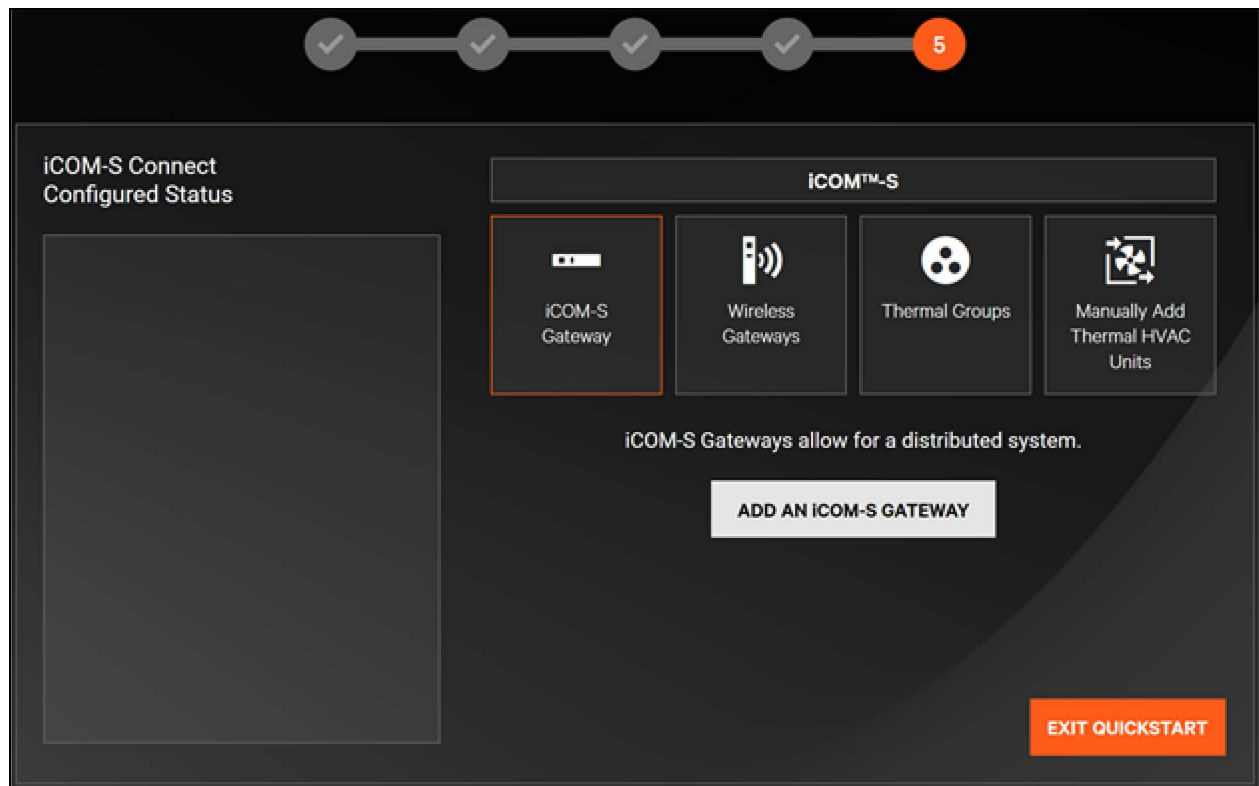 5
iCOM-S Connect
Configured Status
iCOM™-S
iCOM-S
Gateway
Wireless
Gateways
Thermal Groups
Manually Add
Thermal HVAC
Units
iCOM-S Gateways allow for a distributed system.
ADD AN iCOM-S GATEWAY
EXIT QUICKSTART